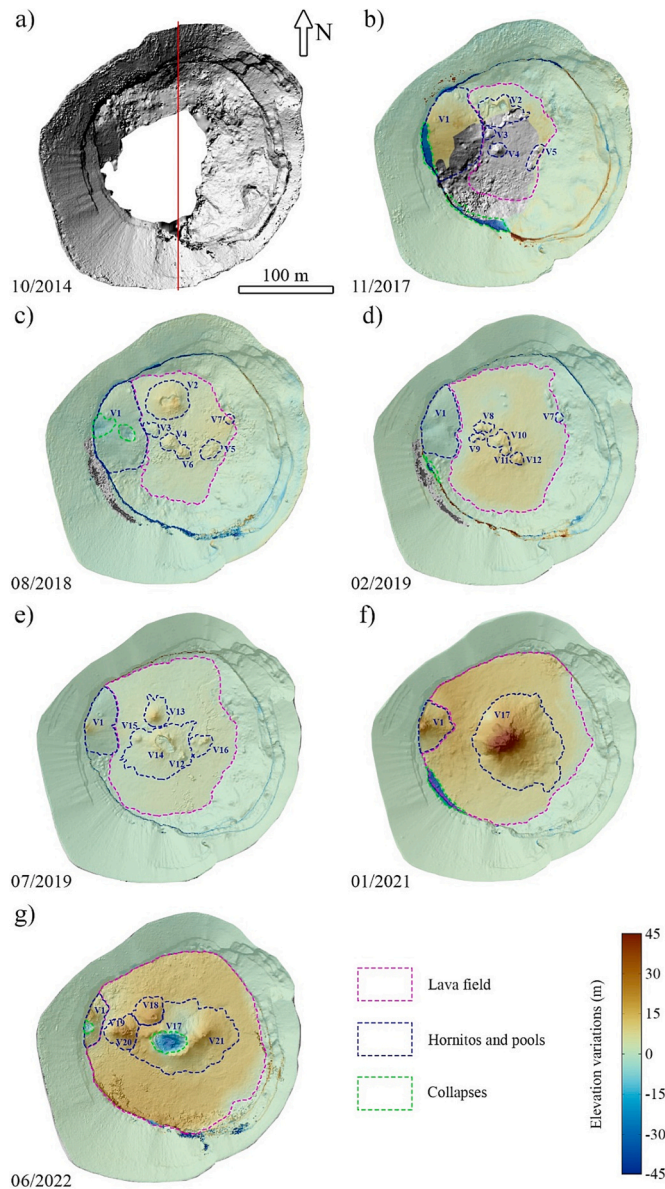 a)
N
10/2014
100 m
b)
V1
V2
V3
V4
V5
11/2017
c)
V1
V2
V3
V4
V6
V5
V7
08/2018
d)
V1
V8
V9
V10
V11
V12
V7
02/2019
e)
V1
V13
V15
V14
V12
V16
07/2019
f)
V1
V17
01/2021
g)
V1
V19
V18
V20
V17
V21
06/2022
Lava field
Hornitos and pools
Collapses
Elevation variations (m)
45
30
15
0
-15
-30
-45